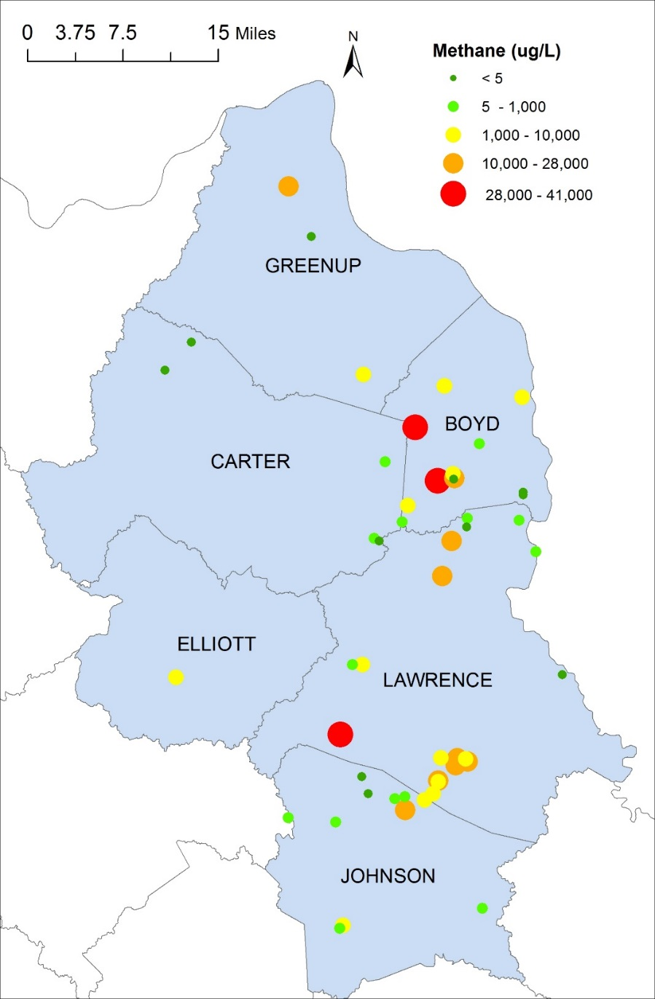 0 3.75 7.5 15 Miles
N
Methane (ug/L)
< 5
5 - 1,000
1,000 - 10,000
10,000 - 28,000
28,000 - 41,000
GREENUP
BOYD
CARTER
ELLIOTT
LAWRENCE
JOHNSON